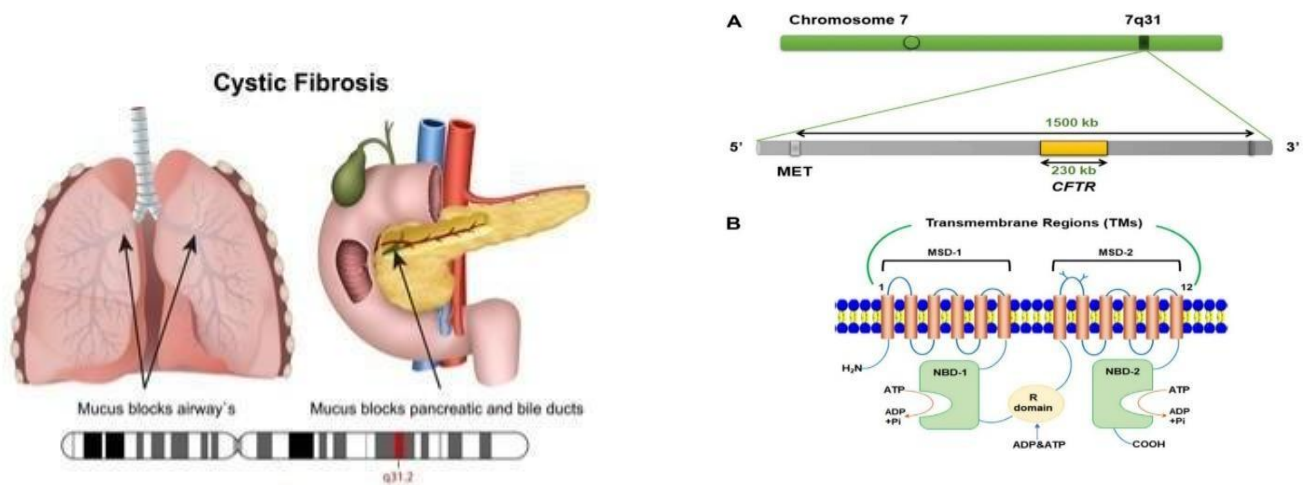 Cystic Fibrosis
Mucus blocks airway`s
Mucus blocks pancreatic and bile ducts
q31.2
A
Chromosome 7
7q31
1500 kb
5’
3’
MET
230 kb
CFTR
B
Transmembrane Regions (TMs)
MSD-1
MSD-2
1
12
H₂N
NBD-1
NBD-2
ATP
ADP
+Pi
R
domain
ATP
ADP
+Pi
ADP&ATP
COOH